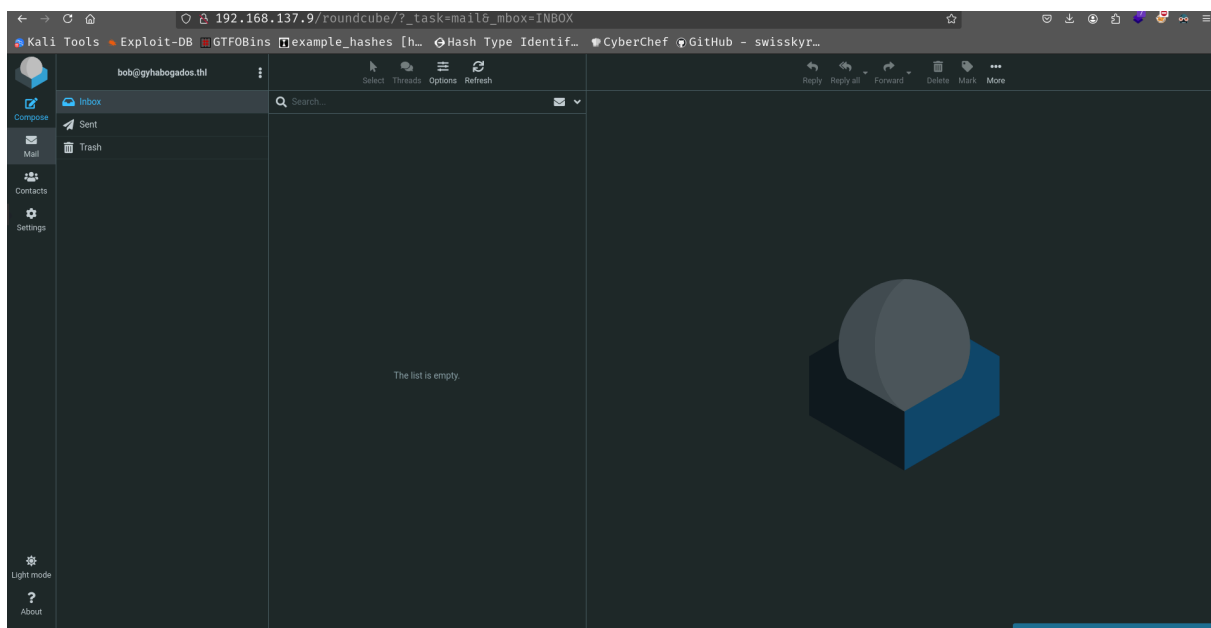 192.168.137.9/roundcube/?_task=mail&_mbox=INBOX
Kali Tools Exploit-DB GTFOBins example_hashes [h… Hash Type Identif… CyberChef GitHub - swisskyr…
bob@gyhabogados.thl
Select Threads Options Refresh
Reply Reply all Forward Delete Mark More
Compose
Mail
Contacts
Settings
Light mode
About
Inbox
Sent
Trash
Search...
The list is empty.